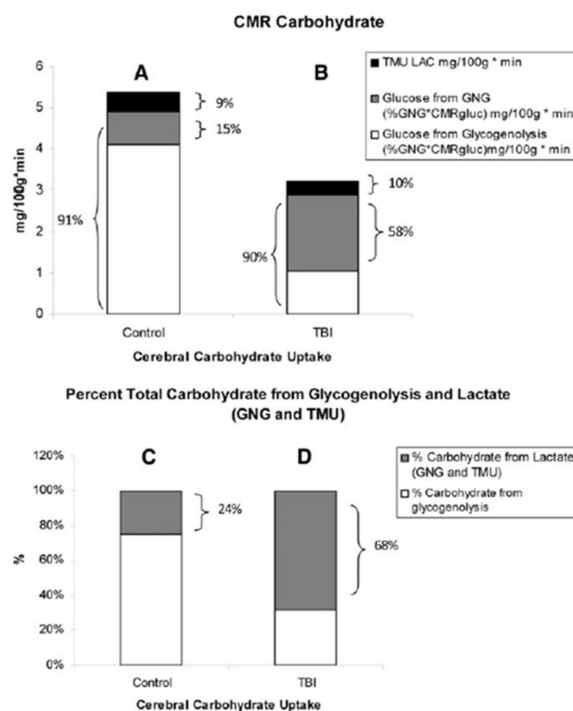 CMR Carbohydrate
A
B
TMU LAC mg/100g * min
Glucose from GNG
(%GNG*CMRgluc) mg/100g * min
Glucose from Glycogenolysis
(%GNG*CMRgluc)mg/100g * min
mg/100g*min
6
5
4
3
2
1
0
9%
15%
91%
10%
58%
90%
Control
TBI
Cerebral Carbohydrate Uptake
Percent Total Carbohydrate from Glycogenolysis and Lactate
(GNG and TMU)
C
D
% Carbohydrate from Lactate
(GNG and TMU)
% Carbohydrate from
glycogenolysis
%
120%
100%
80%
60%
40%
20%
0%
24%
68%
Control
TBI
Cerebral Carbohydrate Uptake